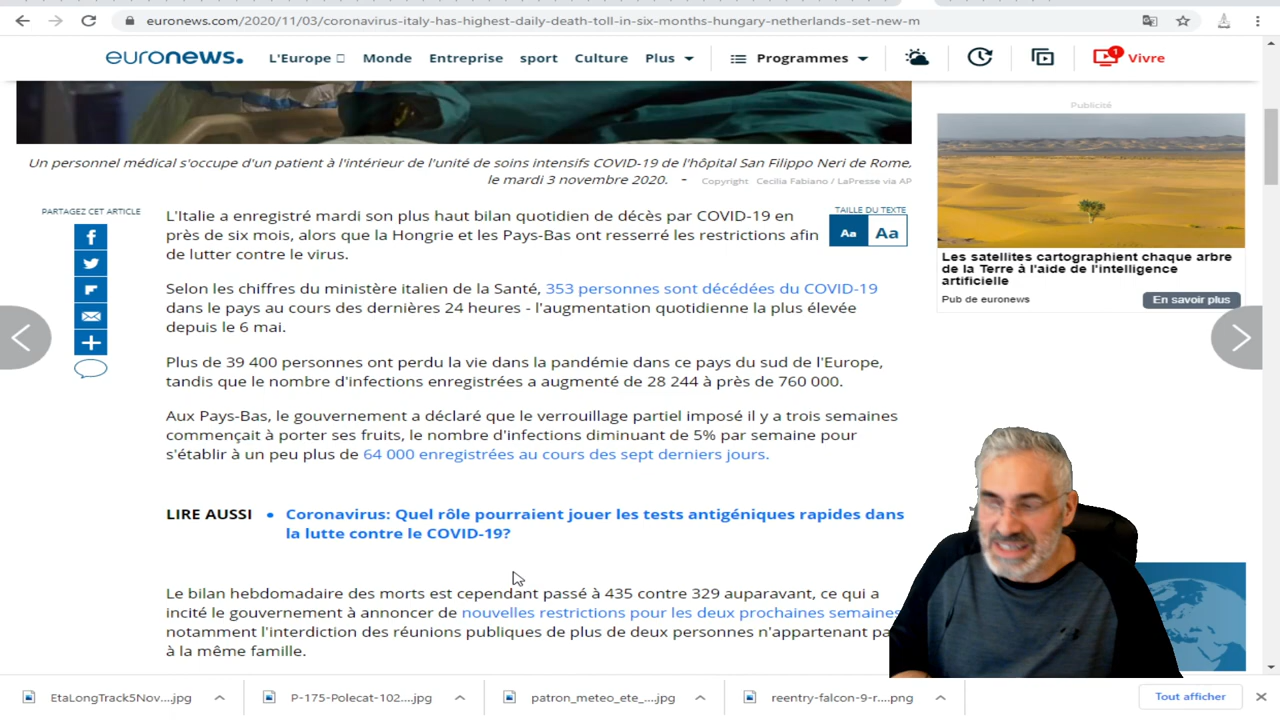 euronews.com/2020/11/03/coronavirus-italy-has-highest-daily-death-toll-in-six-months-hungary-netherlands-set-new-m
euronews.
L'Europe
Monde
Entreprise
sport
Culture
Plus
Programmes
1
Vivre
Publicité
Un personnel médical s'occupe d'un patient à l'intérieur de l'unité de soins intensifs COVID-19 de l'hôpital San Filippo Neri de Rome,
le mardi 3 novembre 2020. - Copyright Cecilia Fabiano / LaPresse via AP
PARTAGEZ CET ARTICLE
TAILLE DU TEXTE
Aa Aa
L'Italie a enregistré mardi son plus haut bilan quotidien de décès par COVID-19 en
près de six mois, alors que la Hongrie et les Pays-Bas ont resserré les restrictions afin
de lutter contre le virus.
Selon les chiffres du ministère italien de la Santé, 353 personnes sont décédées du COVID-19
dans le pays au cours des dernières 24 heures - l'augmentation quotidienne la plus élevée
depuis le 6 mai.
Plus de 39 400 personnes ont perdu la vie dans la pandémie dans ce pays du sud de l'Europe,
tandis que le nombre d'infections enregistrées a augmenté de 28 244 à près de 760 000.
Aux Pays-Bas, le gouvernement a déclaré que le verrouillage partiel imposé il y a trois semaines
commençait à porter ses fruits, le nombre d'infections diminuant de 5% par semaine pour
s'établir à un peu plus de 64 000 enregistrées au cours des sept derniers jours.
LIRE AUSSI • Coronavirus: Quel rôle pourraient jouer les tests antigéniques rapides dans
la lutte contre le COVID-19?
Le bilan hebdomadaire des morts est cependant passé à 435 contre 329 auparavant, ce qui a
incité le gouvernement à annoncer de nouvelles restrictions pour les deux prochaines semaines
notamment l'interdiction des réunions publiques de plus de deux personnes n'appartenant pa
à la même famille.
Les satellites cartographient chaque arbre
de la Terre à l'aide de l'intelligence
artificielle
Pub de euronews
En savoir plus
EtaLongTrack5Nov....jpg
P-175-Polecat-102....jpg
patron_meteo_ete_....jpg
reentry-falcon-9-r....png
Tout afficher